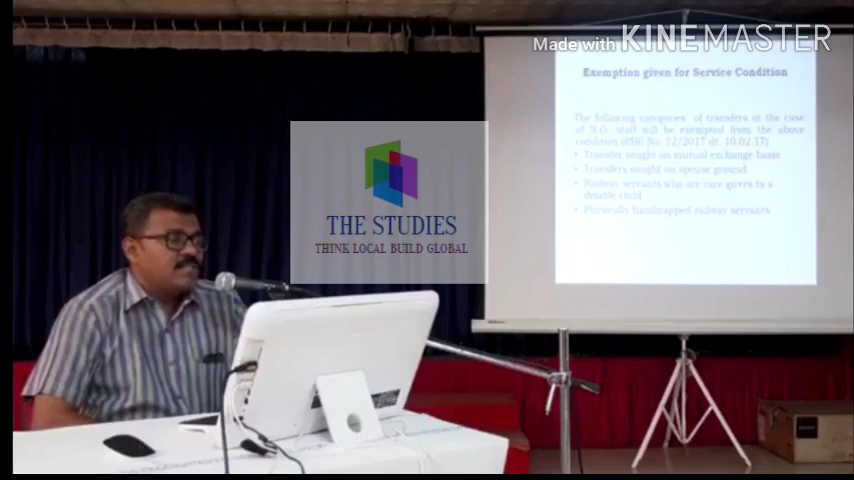 Made with KINEMASTER
Exemption given for Service Condition
The following categories of transfers in the case
of N.G. staff will be exempted from the above
condition (RBE No. 12/2017 dt. 10.02.17)
• Transfer sought on mutual exchange basis
• Transfers sought on spouse ground
• Railway servants who are care givers to a
disable child
• Physically handicapped railway servants.
THE STUDIES
THINK LOCAL BUILD GLOBAL